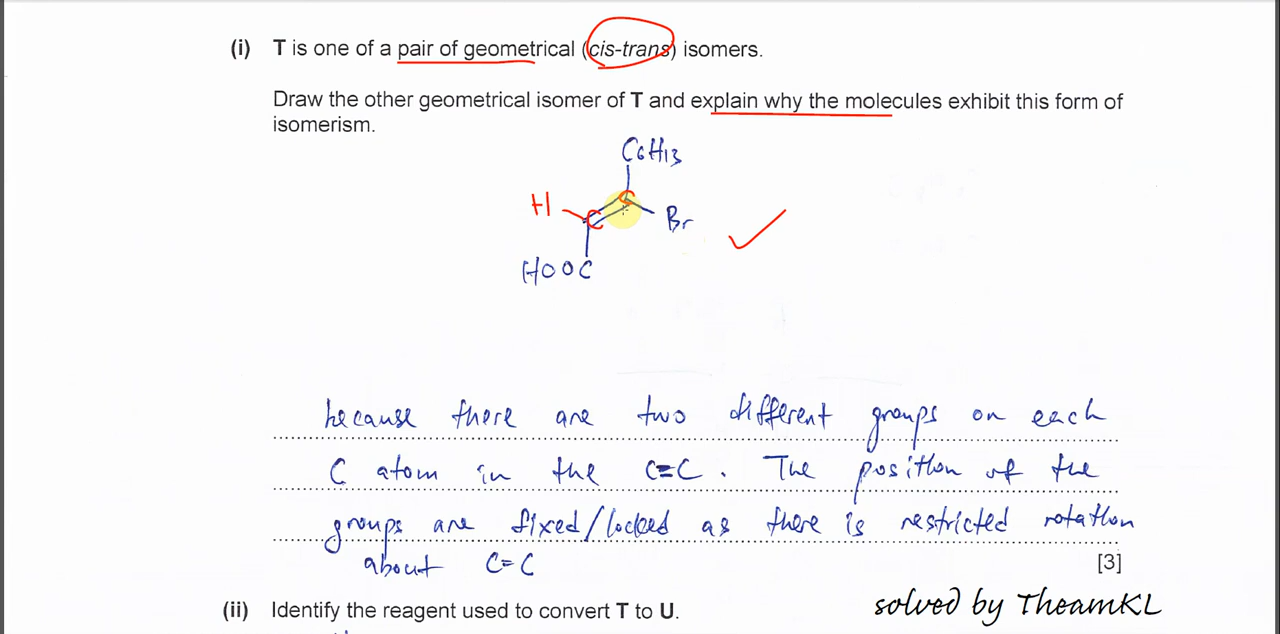 (i) T is one of a pair of geometrical (cis-trans) isomers.
Draw the other geometrical isomer of T and explain why the molecules exhibit this form of
isomerism.
C6H13
H C C Br
HOOC
because there are two different groups on each
C atom in the C=C. The position of the
groups are fixed/locked as there is restricted rotation
about C=C
[3]
(ii) Identify the reagent used to convert T to U.
solved by TheamKL